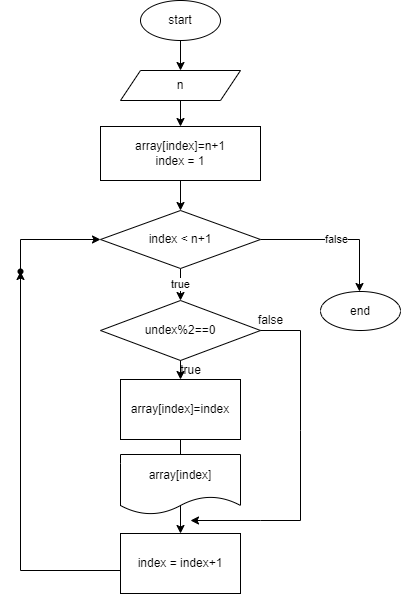 start
n
array[index]=n+1
index = 1
index < n+1
false
true
undex%2==0
false
true
array[index]=index
array[index]
index = index+1
end